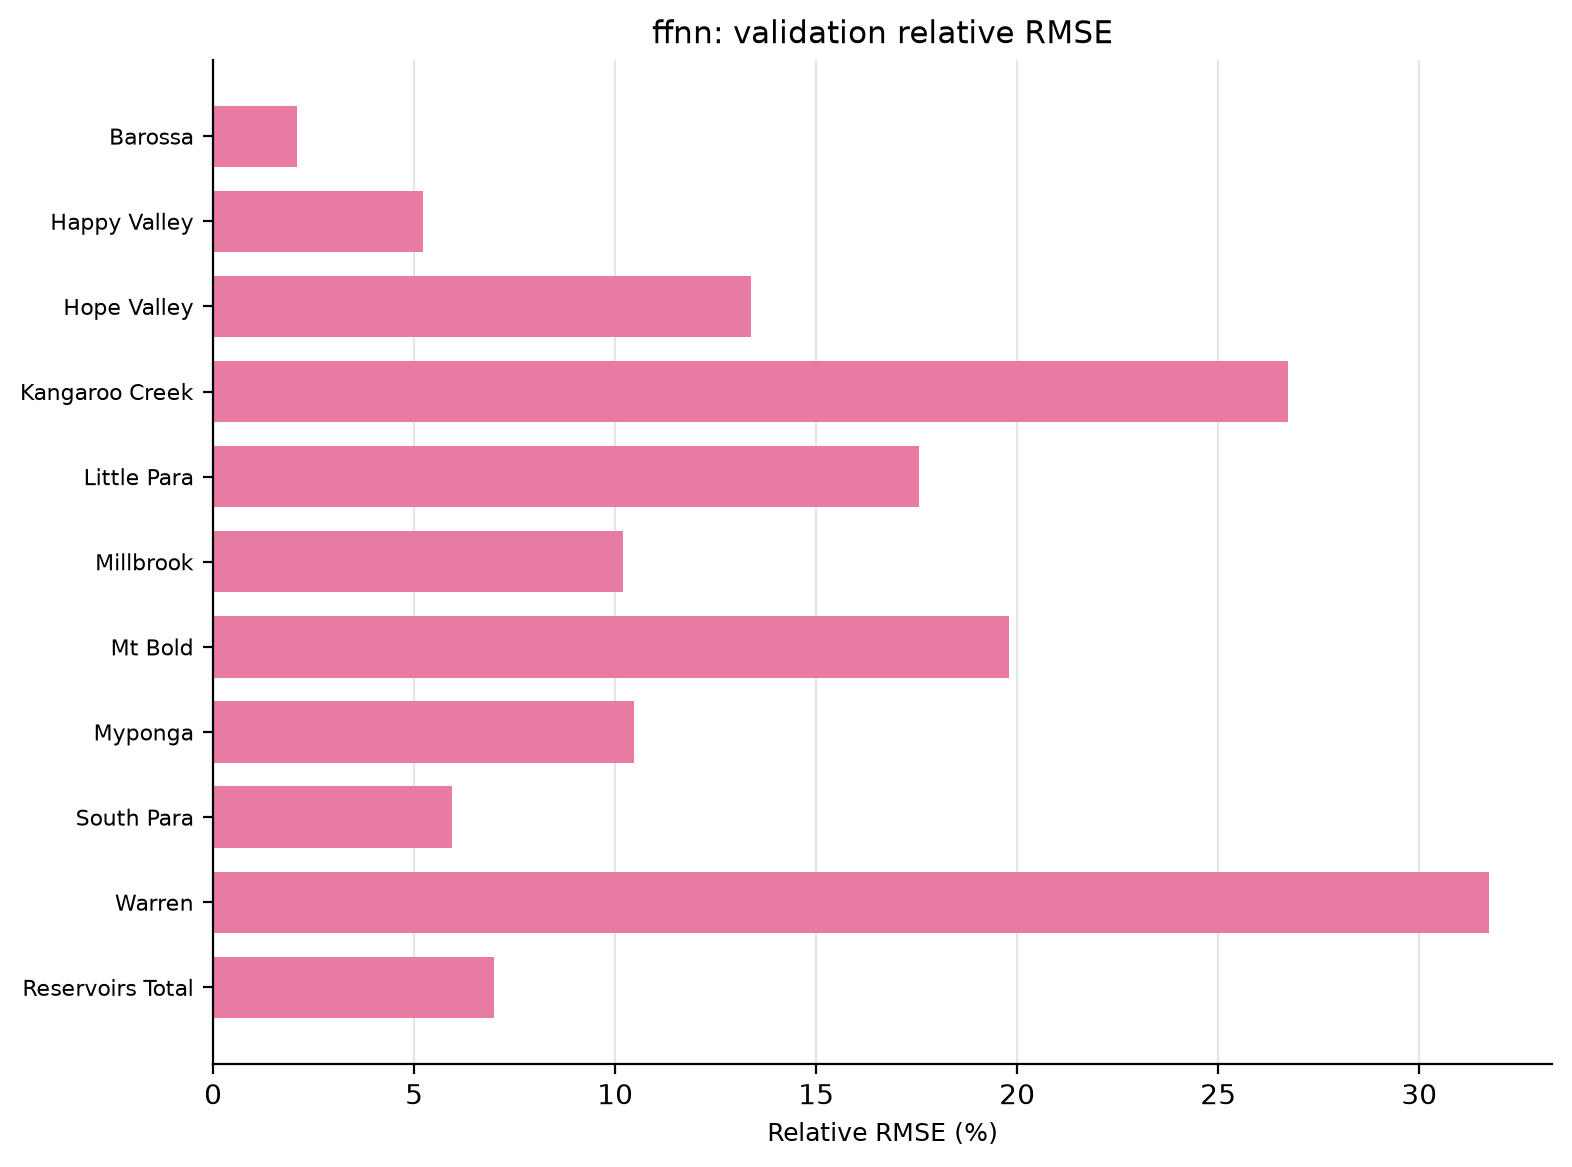 ffnn: validation relative RMSE
Barossa
Happy Valley
Hope Valley
Kangaroo Creek
Little Para
Millbrook
Mt Bold
Myponga
South Para
Warren
Reservoirs Total
0 5 10 15 20 25 30
Relative RMSE (%)